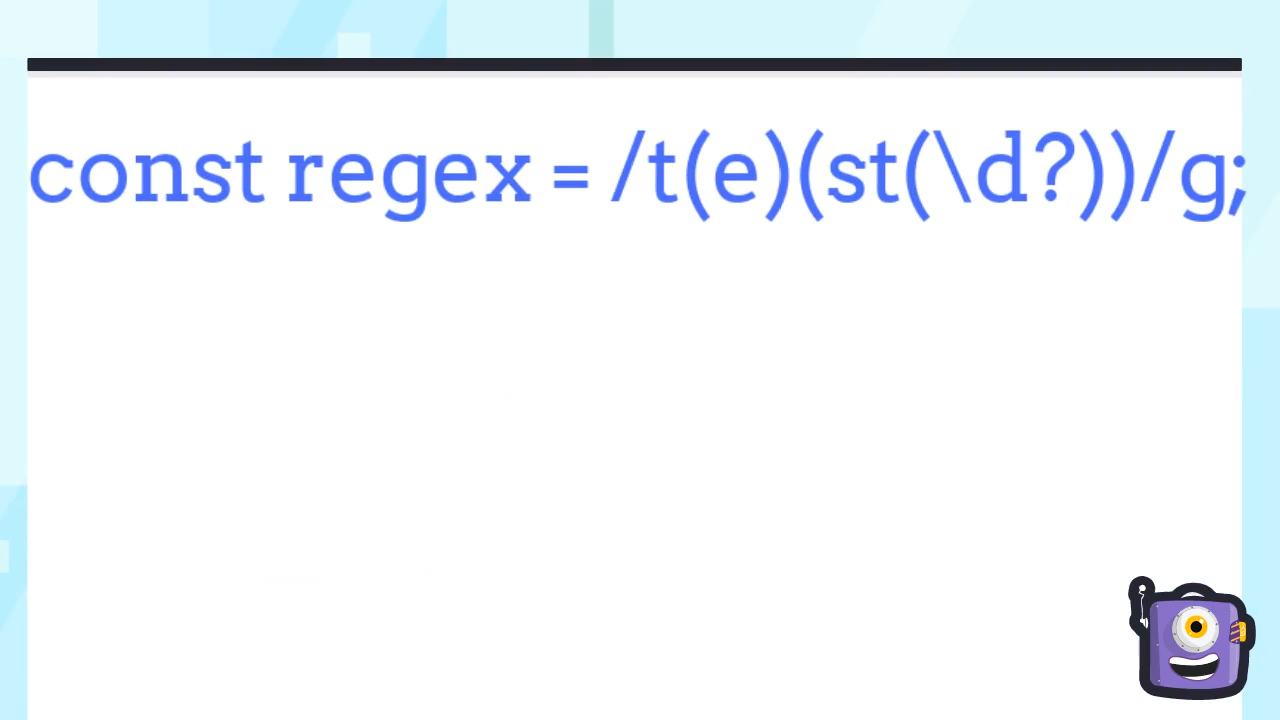 const regex = /t(e)(st(\d?))/g;